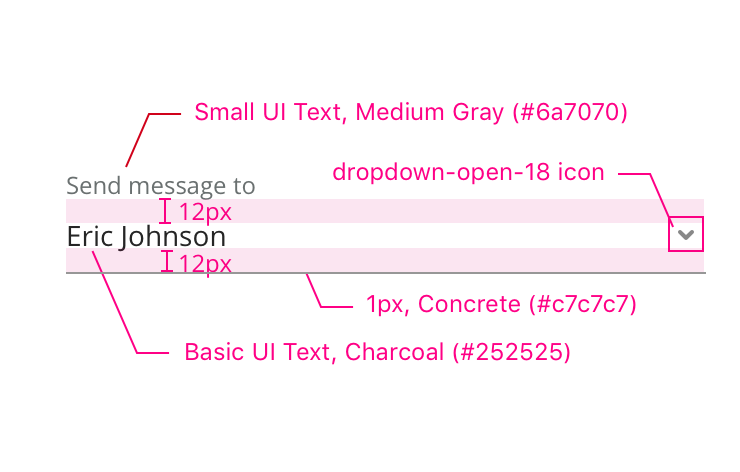 Small UI Text, Medium Gray (#6a7070)
dropdown-open-18 icon
Send message to
12px
Eric Johnson
12px
1px, Concrete (#c7c7c7)
Basic UI Text, Charcoal (#252525)